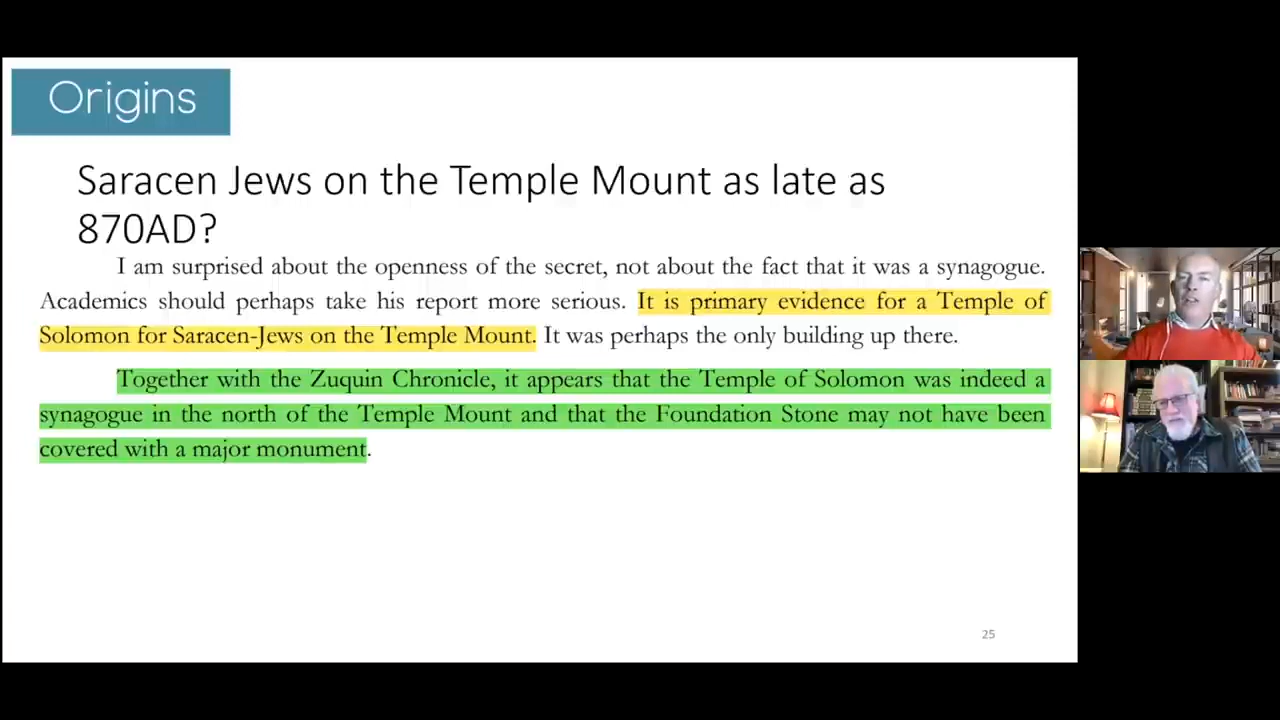 Origins
Saracen Jews on the Temple Mount as late as
870AD?
I am surprised about the openness of the secret, not about the fact that it was a synagogue.
Academics should perhaps take his report more serious. It is primary evidence for a Temple of
Solomon for Saracen-Jews on the Temple Mount. It was perhaps the only building up there.
Together with the Zuquin Chronicle, it appears that the Temple of Solomon was indeed a
synagogue in the north of the Temple Mount and that the Foundation Stone may not have been
covered with a major monument.
25